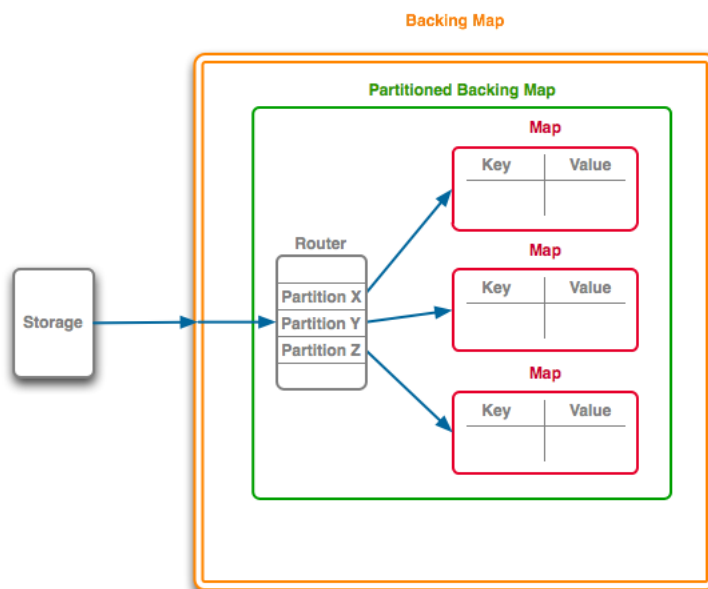 Backing Map
Partitioned Backing Map
Map
Key Value
Router
Partition X
Partition Y
Partition Z
Storage
Map
Key Value
Map
Key Value